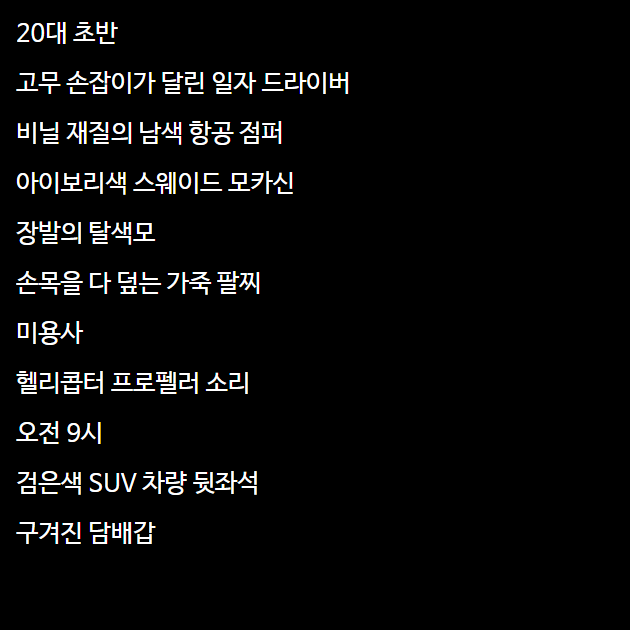 20대 초반
고무 손잡이가 달린 일자 드라이버
비닐 재질의 남색 항공 점퍼
아이보리색 스웨이드 모카신
장발의 탈색모
손목을 다 덮는 가죽 팔찌
미용사
헬리콥터 프로펠러 소리
오전 9시
검은색 SUV 차량 뒷좌석
구겨진 담배갑